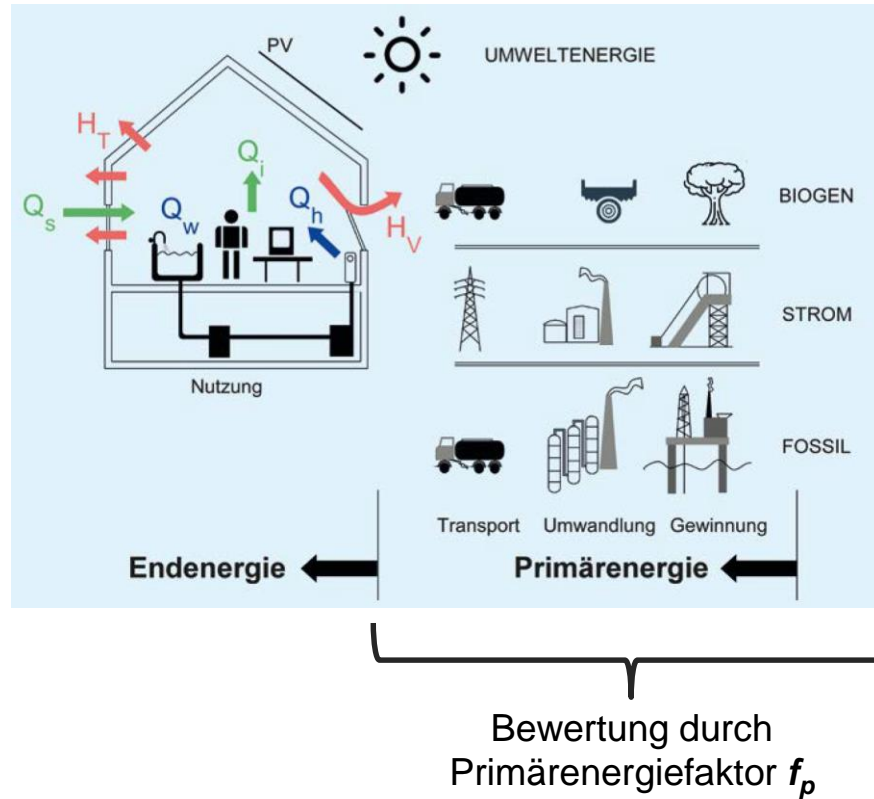 PV
UMWELTENERGIE
H_T
Q_i
Q_s
Q_w
Q_h
H_V
BIOGEN
STROM
Nutzung
FOSSIL
Transport Umwandlung Gewinnung
Endenergie Primärenergie
Bewertung durch
Primärenergiefaktor f_p